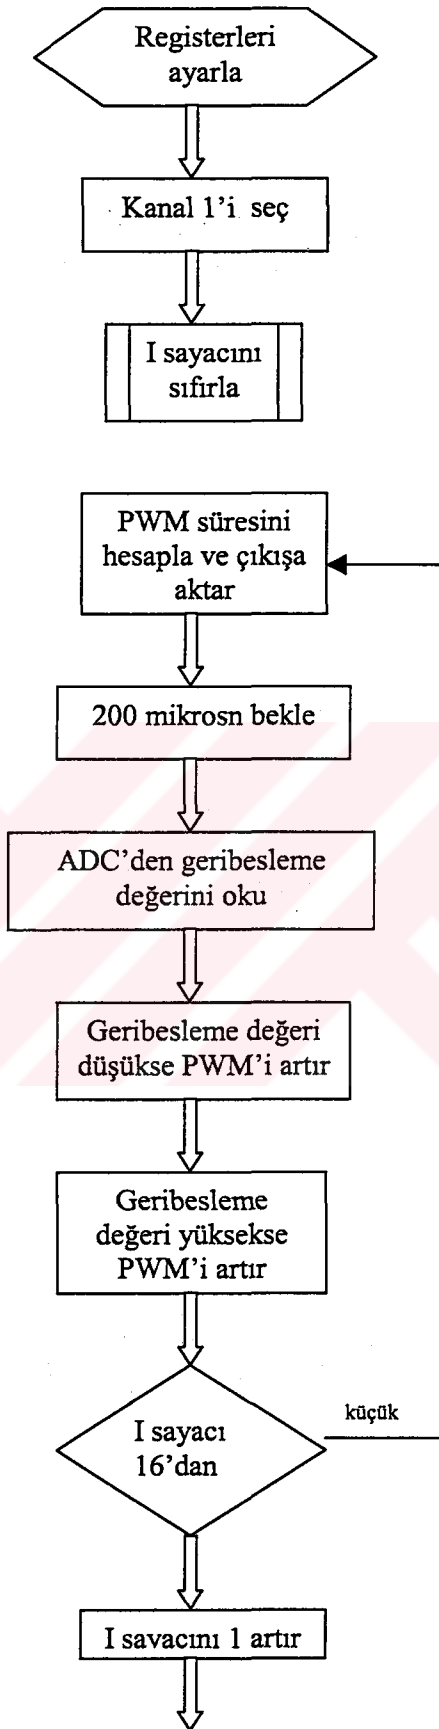 Registerleri
ayarla
Kanal 1'i seç
I sayacını
sıfırla
PWM süresini
hesapla ve çıkışa
aktar
200 mikrosn bekle
ADC'den geribesleme
değerini oku
Geribesleme değeri
düşükse PWM'i artır
Geribesleme
değeri yüksekse
PWM'i artır
I sayacı
16'dan
küçük
I savacını 1 artır